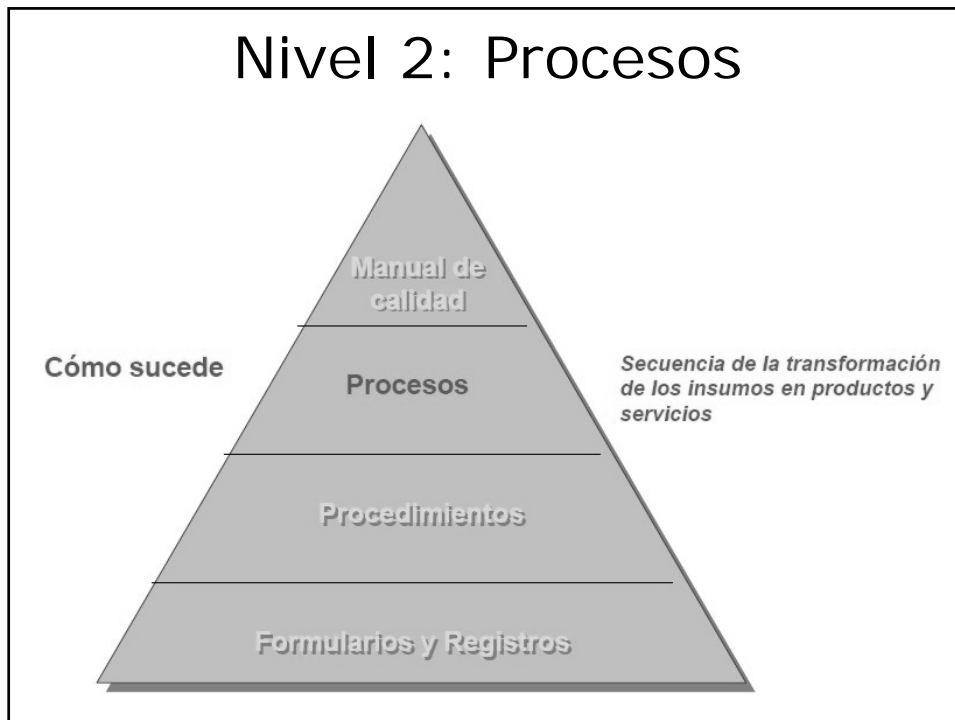 Nivel 2: Procesos
Manual de
calidad
Cómo sucede
Procesos
Secuencia de la transformación
de los insumos en productos y
servicios
Procedimientos
Formularios y Registros